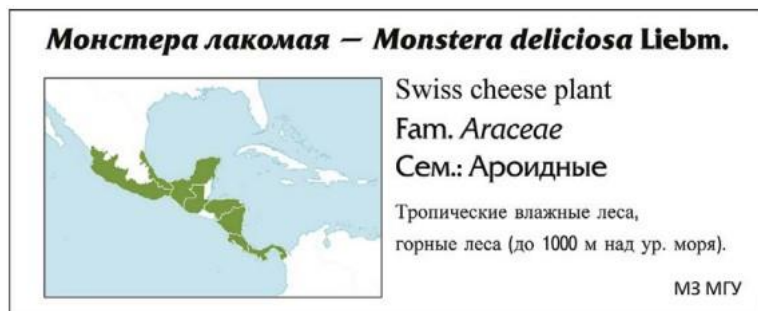 Монстера лакомая — Monstera deliciosa Liebm.
Swiss cheese plant
Fam. Araceae
Сем.: Ароидные
Тропические влажные леса,
горные леса (до 1000 м над ур. моря).
МЗ МГУ